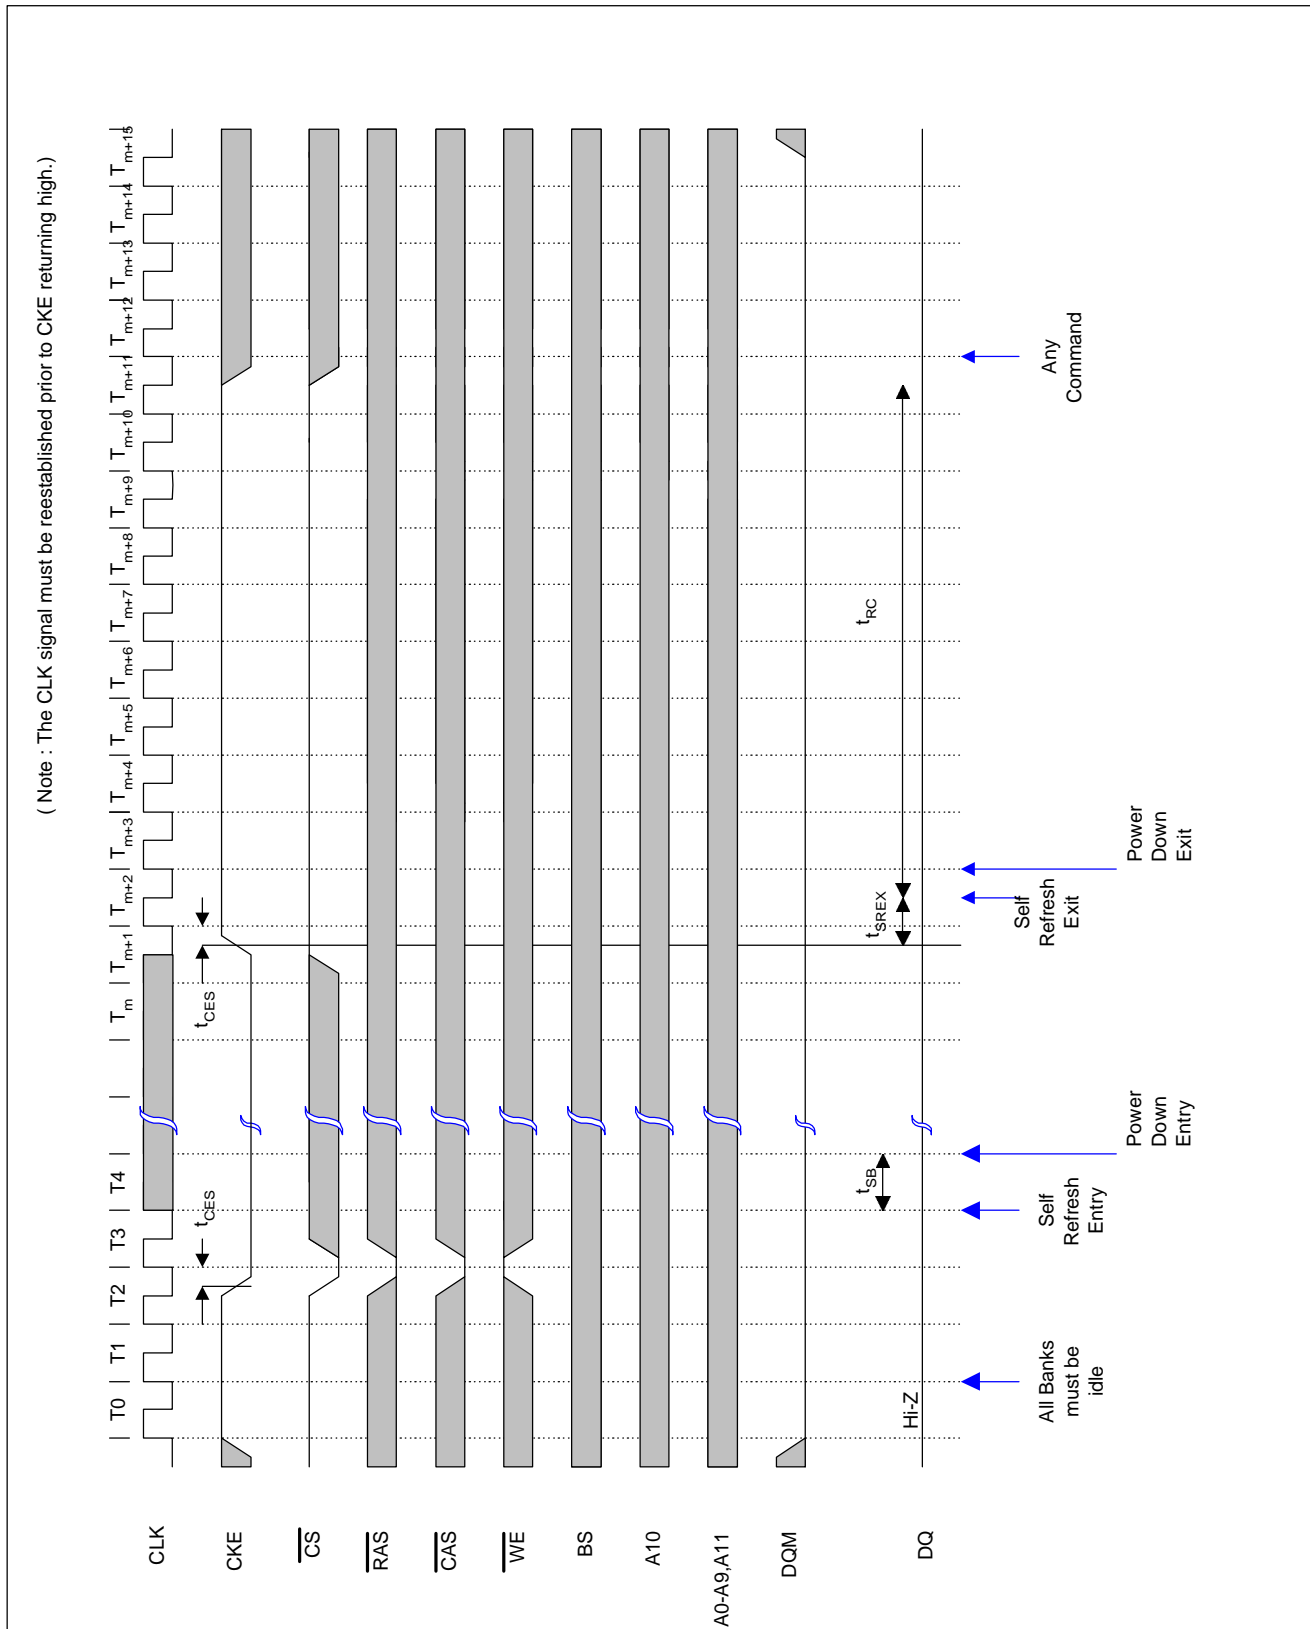 ( Note : The CLK signal must be reestablished prior to CKE returning high.)
T0 T1 T2 T3 T4 Tm Tm+1 Tm+2 Tm+3 Tm+4 Tm+5 Tm+6 Tm+7 Tm+8 Tm+9 Tm+10 Tm+11 Tm+12 Tm+13 Tm+14 Tm+15
CLK
tCES tCES
CKE
CS
RAS
CAS
WE
BS
A10
A0-A9,A11
DQM
tSB tSREX tRC
Hi-Z
DQ
All Banks
must be
idle
Self
Refresh
Entry
Power
Down
Entry
Self
Refresh
Exit
Power
Down
Exit
Any
Command